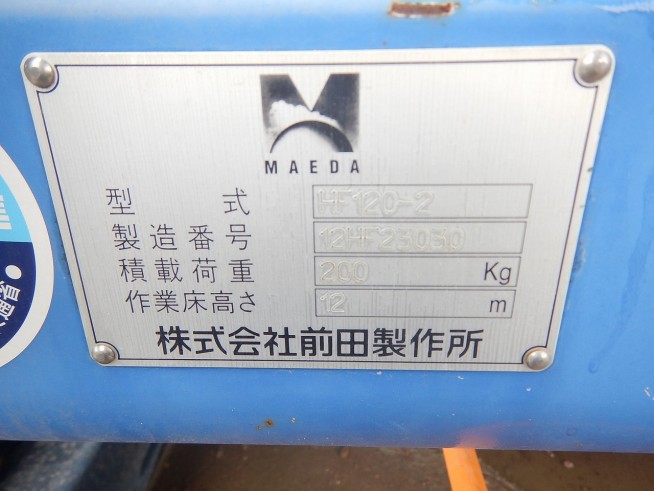 MAEDA
型式 HF120-2
製造番号 12HF23030
積載荷重 200 Kg
作業床高さ 12 m
株式会社前田製作所